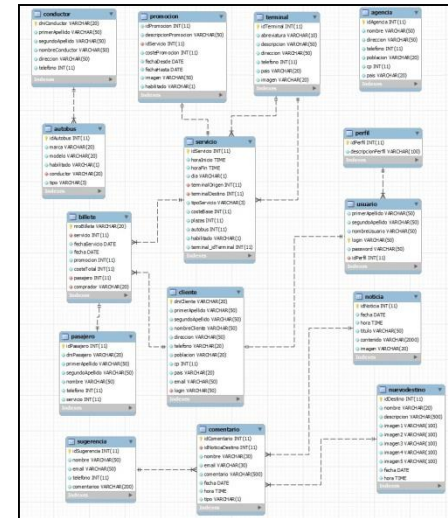 conductor
dniConductor VARCHAR(20)
primerApellido VARCHAR(50)
segundoApellido VARCHAR(50)
nombreConductor VARCHAR(50)
direccion VARCHAR(50)
telefono INT(11)
Indexes
promocion
idPromocion INT(11)
descripcionPromocion VARCHAR(50)
idServicio INT(11)
costePromocion INT(11)
fechaDesde DATE
fechaHasta DATE
imagen VARCHAR(50)
habilitado VARCHAR(1)
Indexes
terminal
idTerminal INT(11)
abreviatura VARCHAR(10)
descripcion VARCHAR(50)
direccion VARCHAR(50)
telefono INT(11)
pais VARCHAR(20)
imagen VARCHAR(20)
Indexes
agencia
idAgencia INT(11)
nombre VARCHAR(50)
direccion VARCHAR(50)
telefono INT(11)
poblacion VARCHAR(20)
cp INT(11)
pais VARCHAR(20)
Indexes
autobus
idAutobus INT(11)
marca VARCHAR(20)
modelo VARCHAR(20)
habilitado VARCHAR(1)
conductor VARCHAR(20)
tipo VARCHAR(3)
Indexes
servicio
idServicio INT(11)
horaInicio TIME
horaFin TIME
dia VARCHAR(1)
terminalOrigen INT(11)
terminalDestino INT(11)
tipoServicio VARCHAR(3)
costeBase INT(11)
plazas INT(11)
autobus INT(11)
habilitado VARCHAR(1)
terminal_idTerminal INT(11)
Indexes
perfil
idPerfil INT(11)
descripcionPerfil VARCHAR(100)
Indexes
usuario
primerApellido VARCHAR(50)
segundoApellido VARCHAR(50)
nombreUsuario VARCHAR(50)
login VARCHAR(50)
password VARCHAR(50)
idPerfil INT(11)
Indexes
billete
nroBillete VARCHAR(20)
servicio INT(11)
fechaServicio DATE
fecha DATE
promocion INT(11)
costeTotal INT(11)
pasajero INT(11)
comprador VARCHAR(20)
Indexes
cliente
dniCliente VARCHAR(20)
primerApellido VARCHAR(50)
segundoApellido VARCHAR(50)
nombreCliente VARCHAR(50)
direccion VARCHAR(50)
telefono VARCHAR(20)
poblacion VARCHAR(20)
cp INT(11)
pais VARCHAR(20)
email VARCHAR(50)
login VARCHAR(50)
Indexes
noticia
idNoticia INT(11)
fecha DATE
hora TIME
titulo VARCHAR(50)
contenido VARCHAR(2000)
imagen VARCHAR(20)
Indexes
pasajero
idPasajero INT(11)
dniPasajero VARCHAR(20)
primerApellido VARCHAR(50)
segundoApellido VARCHAR(50)
nombre VARCHAR(50)
telefono INT(11)
servicio INT(11)
Indexes
nuevodestino
idDestino INT(11)
nombre VARCHAR(20)
descripcion VARCHAR(500)
imagen1 VARCHAR(100)
imagen2 VARCHAR(100)
imagen3 VARCHAR(100)
imagen4 VARCHAR(100)
imagen5 VARCHAR(100)
fecha DATE
hora TIME
Indexes
sugerencia
idSugerencia INT(11)
nombre VARCHAR(50)
email VARCHAR(50)
telefono INT(11)
comentarios VARCHAR(200)
Indexes
comentario
idComentario INT(11)
idNoticiaDestino INT(11)
nombre VARCHAR(30)
email VARCHAR(30)
comentario VARCHAR(500)
fecha DATE
hora TIME
tipo VARCHAR(1)
Indexes